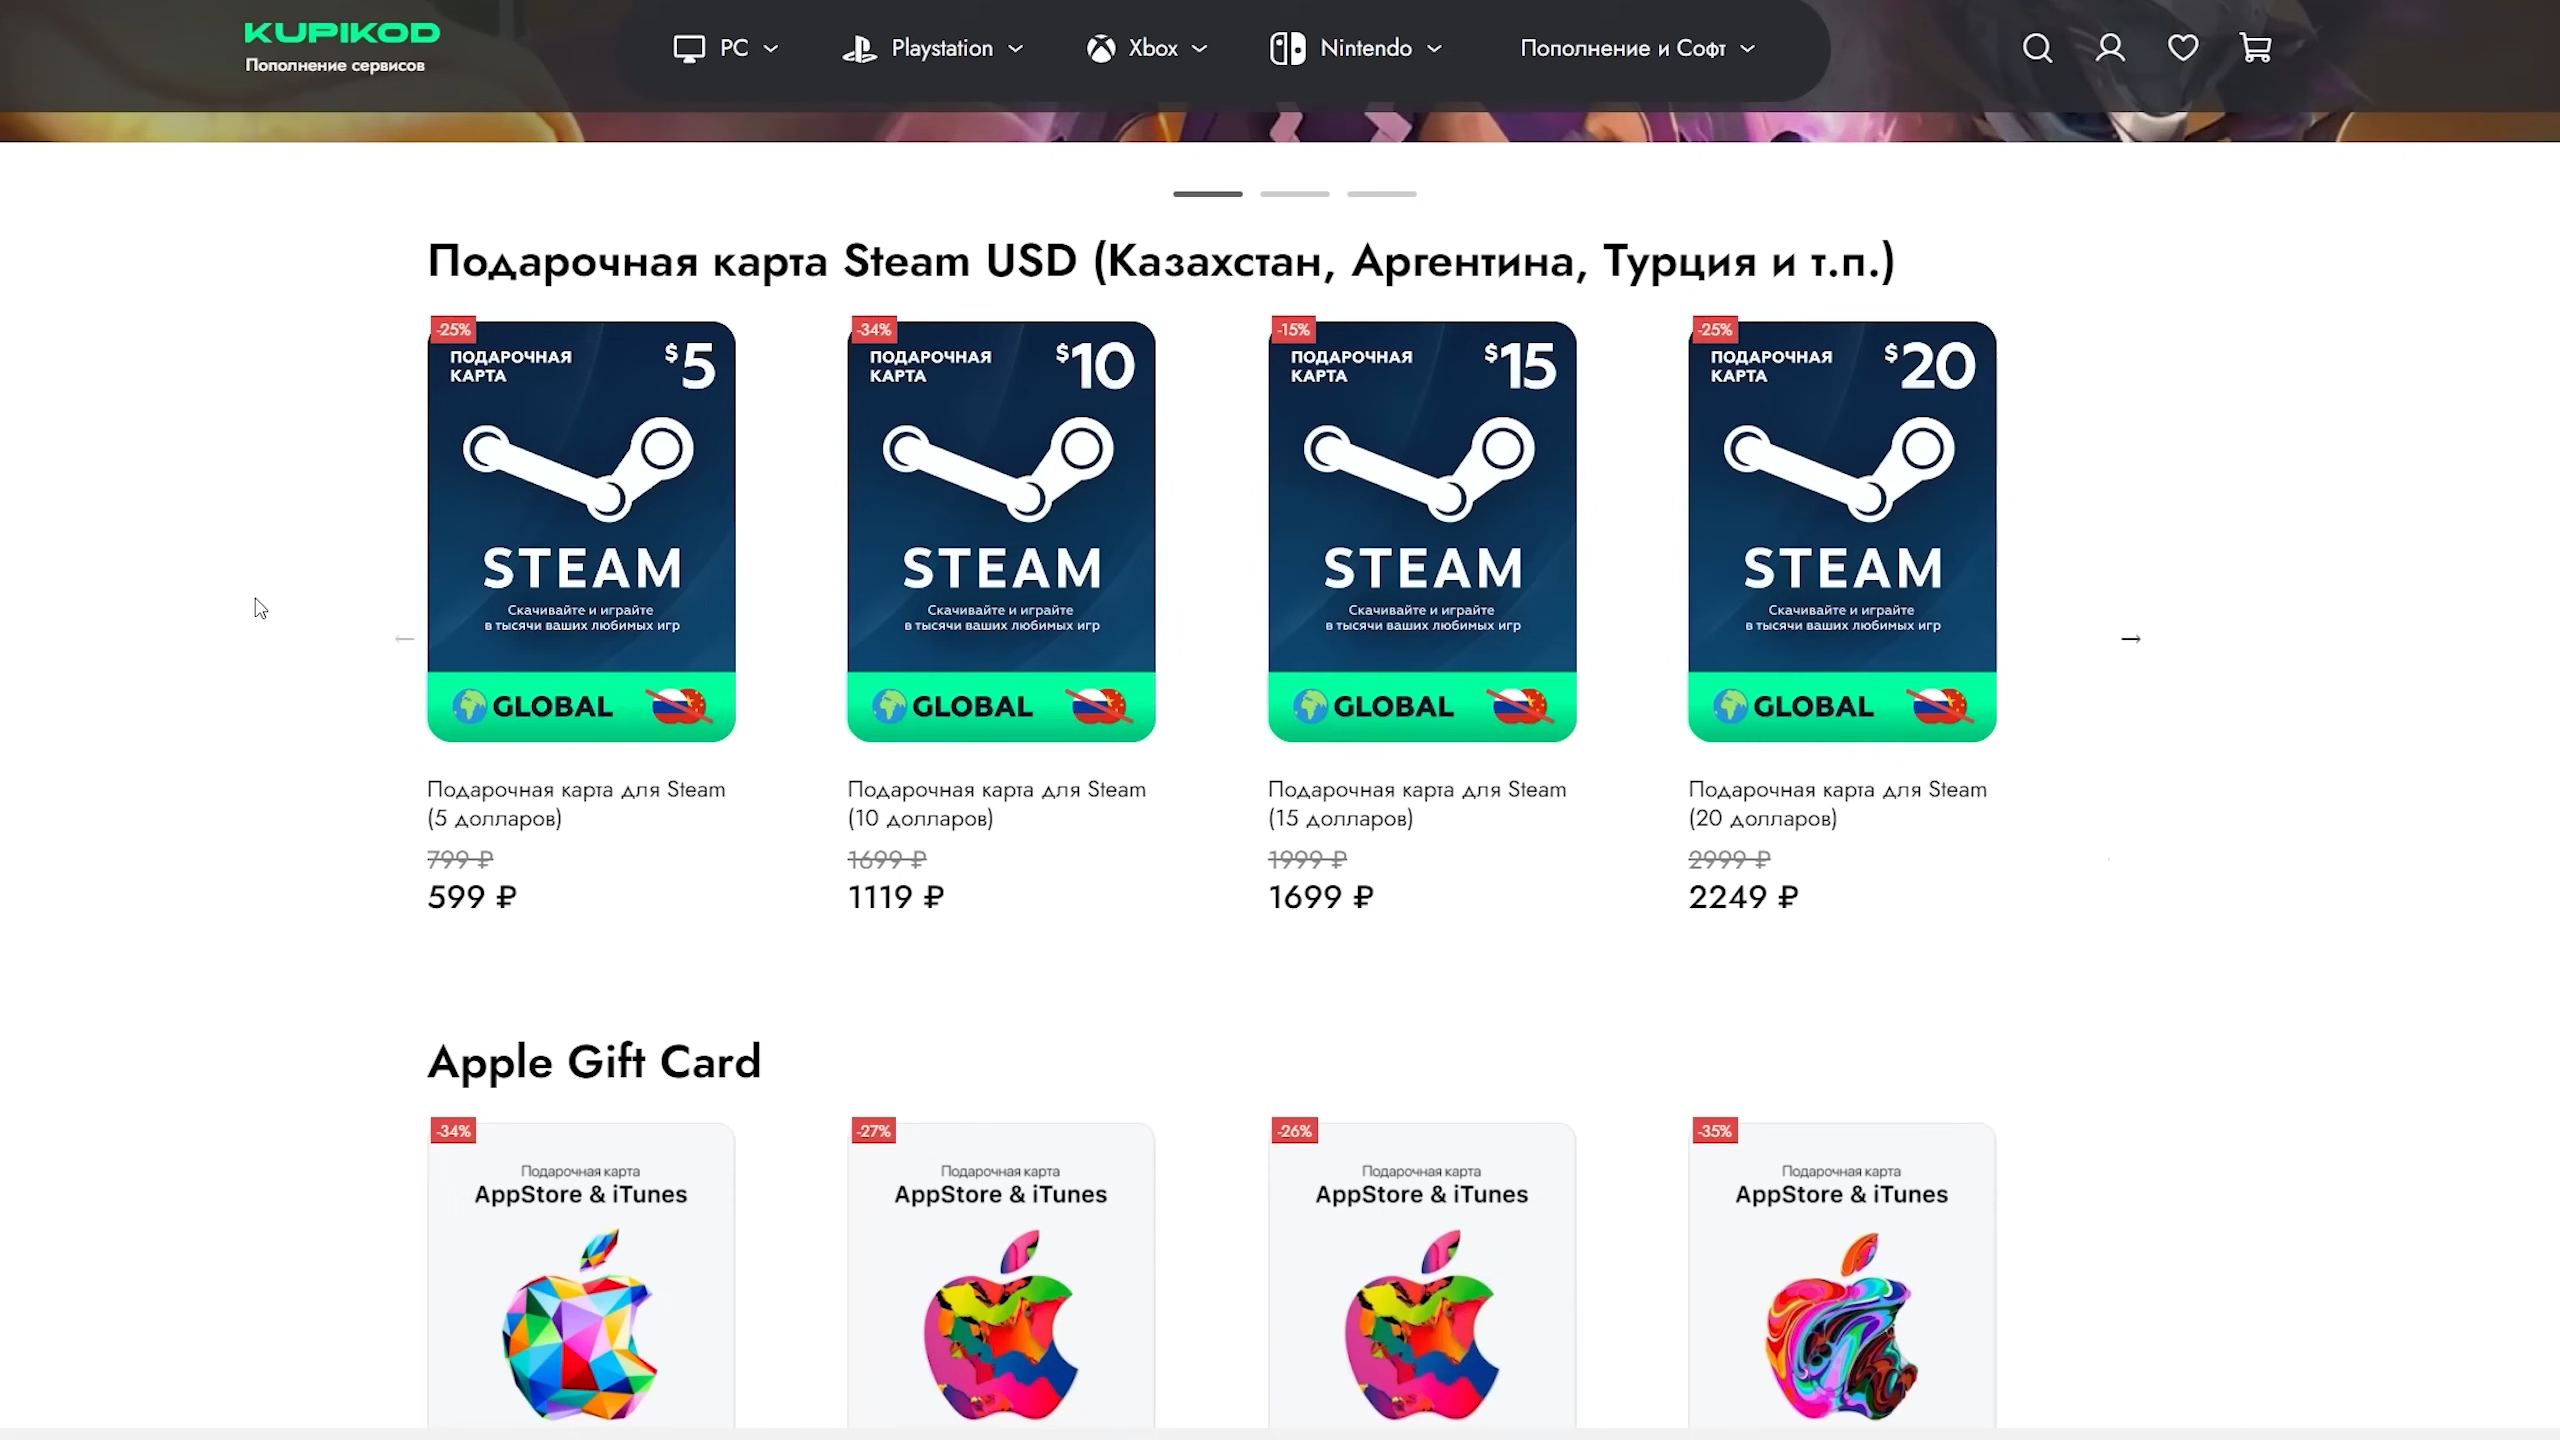 KUPIKOD
Пополнение сервисов
PC
Playstation
Xbox
Nintendo
Пополнение и Софт
Подарочная карта Steam USD (Казахстан, Аргентина, Турция и т.п.)
-25%
ПОДАРОЧНАЯ
КАРТА
$5
STEAM
Скачивайте и играйте
в тысячи ваших любимых игр
GLOBAL
Подарочная карта для Steam
(5 долларов)
799 ₽
599 ₽
-34%
ПОДАРОЧНАЯ
КАРТА
$10
STEAM
Скачивайте и играйте
в тысячи ваших любимых игр
GLOBAL
Подарочная карта для Steam
(10 долларов)
1699 ₽
1119 ₽
-15%
ПОДАРОЧНАЯ
КАРТА
$15
STEAM
Скачивайте и играйте
в тысячи ваших любимых игр
GLOBAL
Подарочная карта для Steam
(15 долларов)
1999 ₽
1699 ₽
-25%
ПОДАРОЧНАЯ
КАРТА
$20
STEAM
Скачивайте и играйте
в тысячи ваших любимых игр
GLOBAL
Подарочная карта для Steam
(20 долларов)
2999 ₽
2249 ₽
Apple Gift Card
-34%
Подарочная карта
AppStore & iTunes
-27%
Подарочная карта
AppStore & iTunes
-26%
Подарочная карта
AppStore & iTunes
-35%
Подарочная карта
AppStore & iTunes